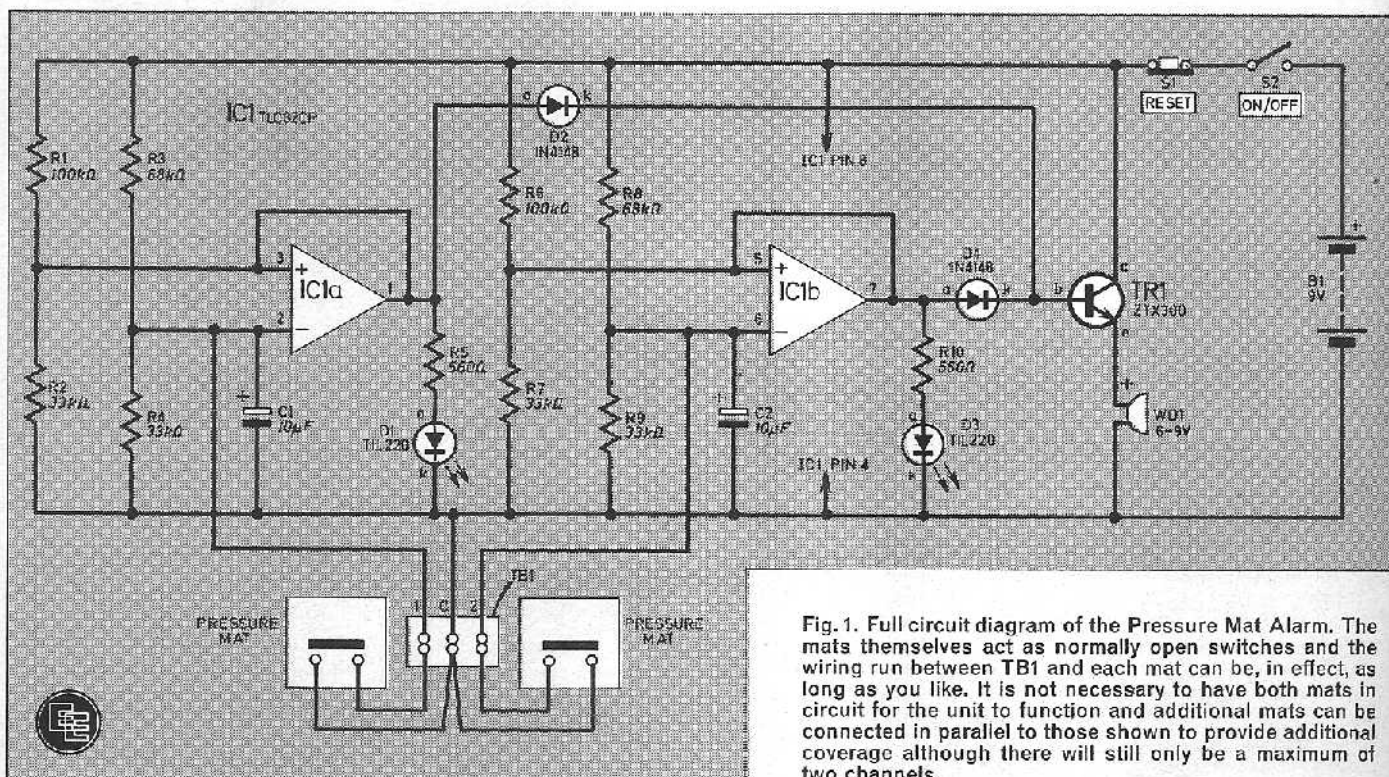 IC1
R1
100kΩ
R3
68kΩ
a
k
D2
1N4148
IC1 PIN 8
R6
100kΩ
R8
68kΩ
S1
RESET
S2
ON/OFF
3
+
IC1a
1
2
−
5
+
IC1b
7
6
−
D4
1N4148
a
k
b
c
e
TR1
ZTX300
+
B1
9V
R2
33kΩ
R4
33kΩ
+
C1
10µF
R5
560Ω
a
D1
TIL220
k
R7
33kΩ
R9
33kΩ
+
C2
10µF
R10
560Ω
a
D3
TIL220
k
IC1 PIN 4
+
WD1
6-9V
TB1
1
C
2
PRESSURE
MAT
PRESSURE
MAT
Fig. 1. Full circuit diagram of the Pressure Mat Alarm. The
mats themselves act as normally open switches and the
wiring run between TB1 and each mat can be, in effect, as
long as you like. It is not necessary to have both mats in
circuit for the unit to function and additional mats can be
connected in parallel to those shown to provide additional
coverage although there will still only be a maximum of
two channels.